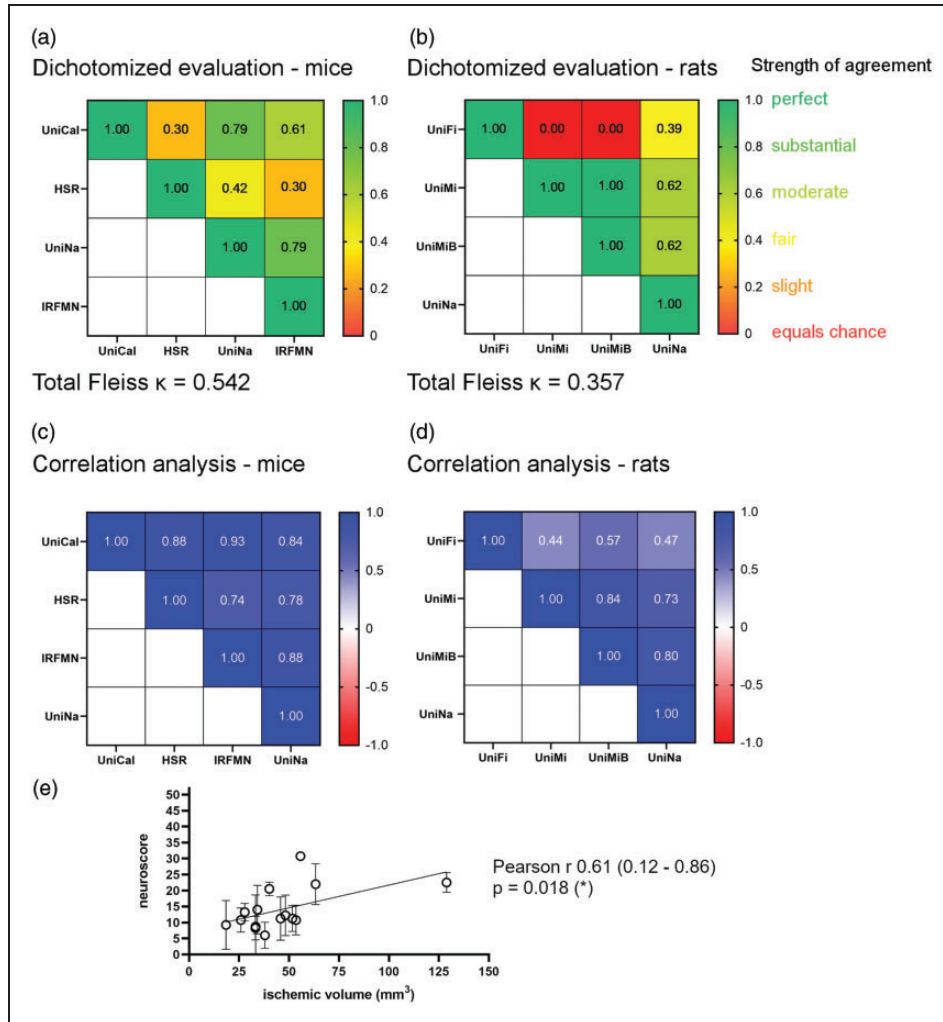 (a)
Dichotomized evaluation - mice
UniCal 1.00 0.30 0.79 0.61
HSR 1.00 0.42 0.30
UniNa 1.00 0.79
IRFMN 1.00
UniCal HSR UniNa IRFMN
1.0
0.8
0.6
0.4
0.2
0
Total Fleiss κ = 0.542
(b)
Dichotomized evaluation - rats
UniFi 1.00 0.00 0.00 0.39
UniMi 1.00 1.00 0.62
UniMiB 1.00 0.62
UniNa 1.00
UniFi UniMi UniMiB UniNa
1.0
0.8
0.6
0.4
0.2
0
Total Fleiss κ = 0.357
Strength of agreement
perfect
substantial
moderate
fair
slight
equals chance
(c)
Correlation analysis - mice
UniCal 1.00 0.88 0.93 0.84
HSR 1.00 0.74 0.78
IRFMN 1.00 0.88
UniNa 1.00
UniCal HSR IRFMN UniNa
1.0
0.5
0
-0.5
-1.0
(d)
Correlation analysis - rats
UniFi 1.00 0.44 0.57 0.47
UniMi 1.00 0.84 0.73
UniMiB 1.00 0.80
UniNa 1.00
UniFi UniMi UniMiB UniNa
1.0
0.5
0
-0.5
-1.0
(e)
neuroscore
50
45
40
35
30
25
20
15
10
5
0
0 25 50 75 100 125 150
ischemic volume (mm³)
Pearson r 0.61 (0.12 - 0.86)
p = 0.018 (*)